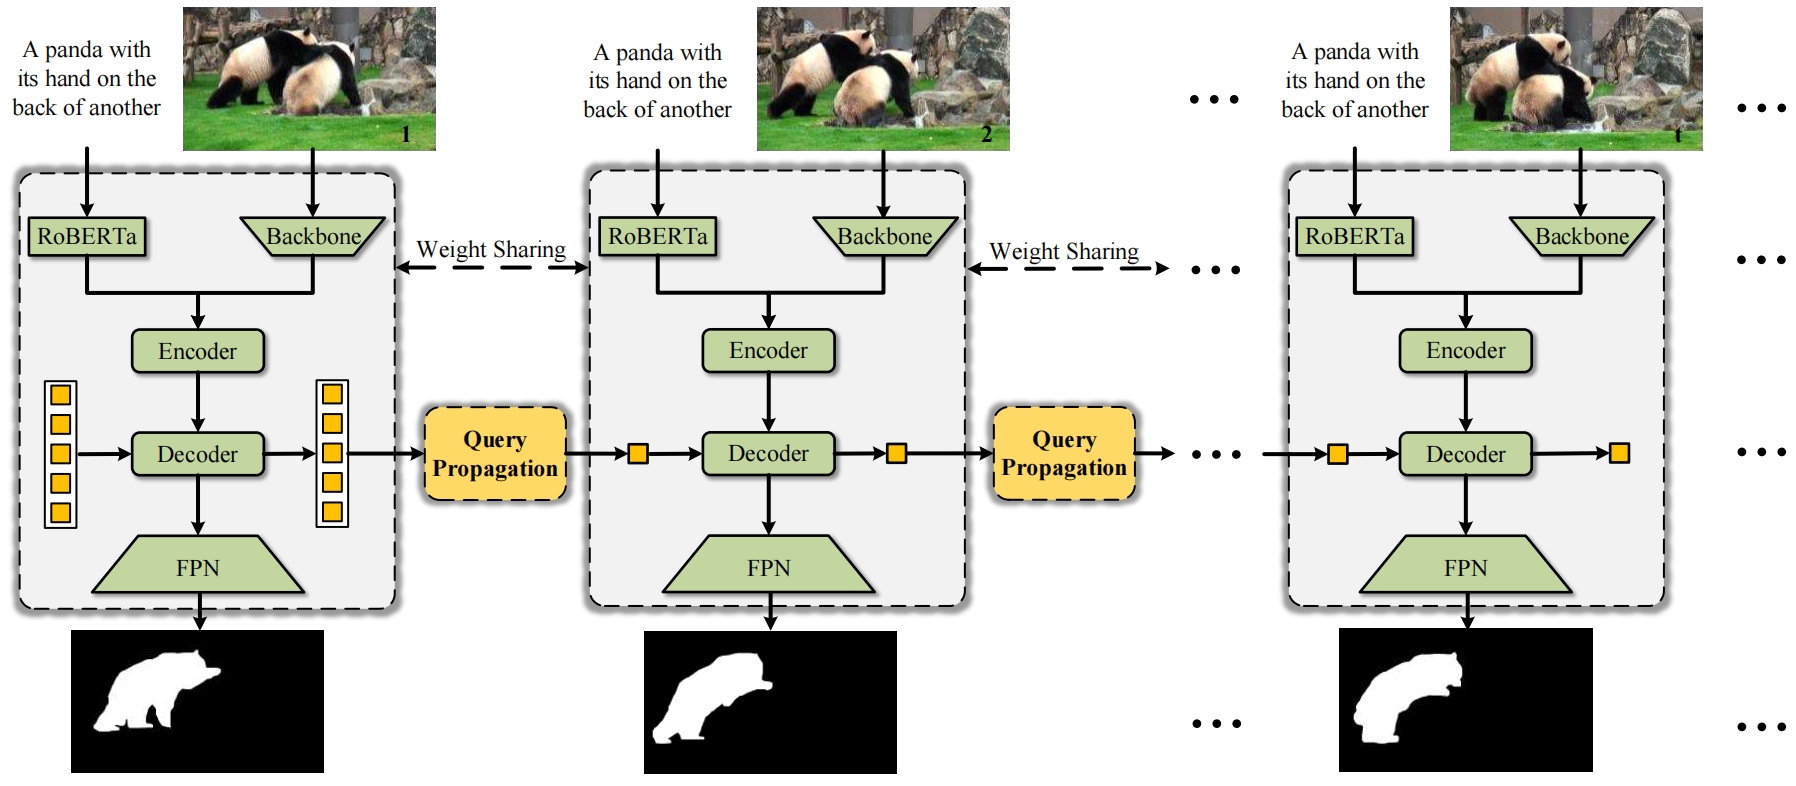 A panda with
its hand on the
back of another
1
A panda with
its hand on the
back of another
2
...
A panda with
its hand on the
back of another
t
...
RoBERTa
Backbone
Weight Sharing
RoBERTa
Backbone
Weight Sharing
...
RoBERTa
Backbone
...
Encoder
Encoder
Encoder
Decoder
Query
Propagation
Decoder
Query
Propagation
...
Decoder
...
FPN
FPN
FPN
...
...